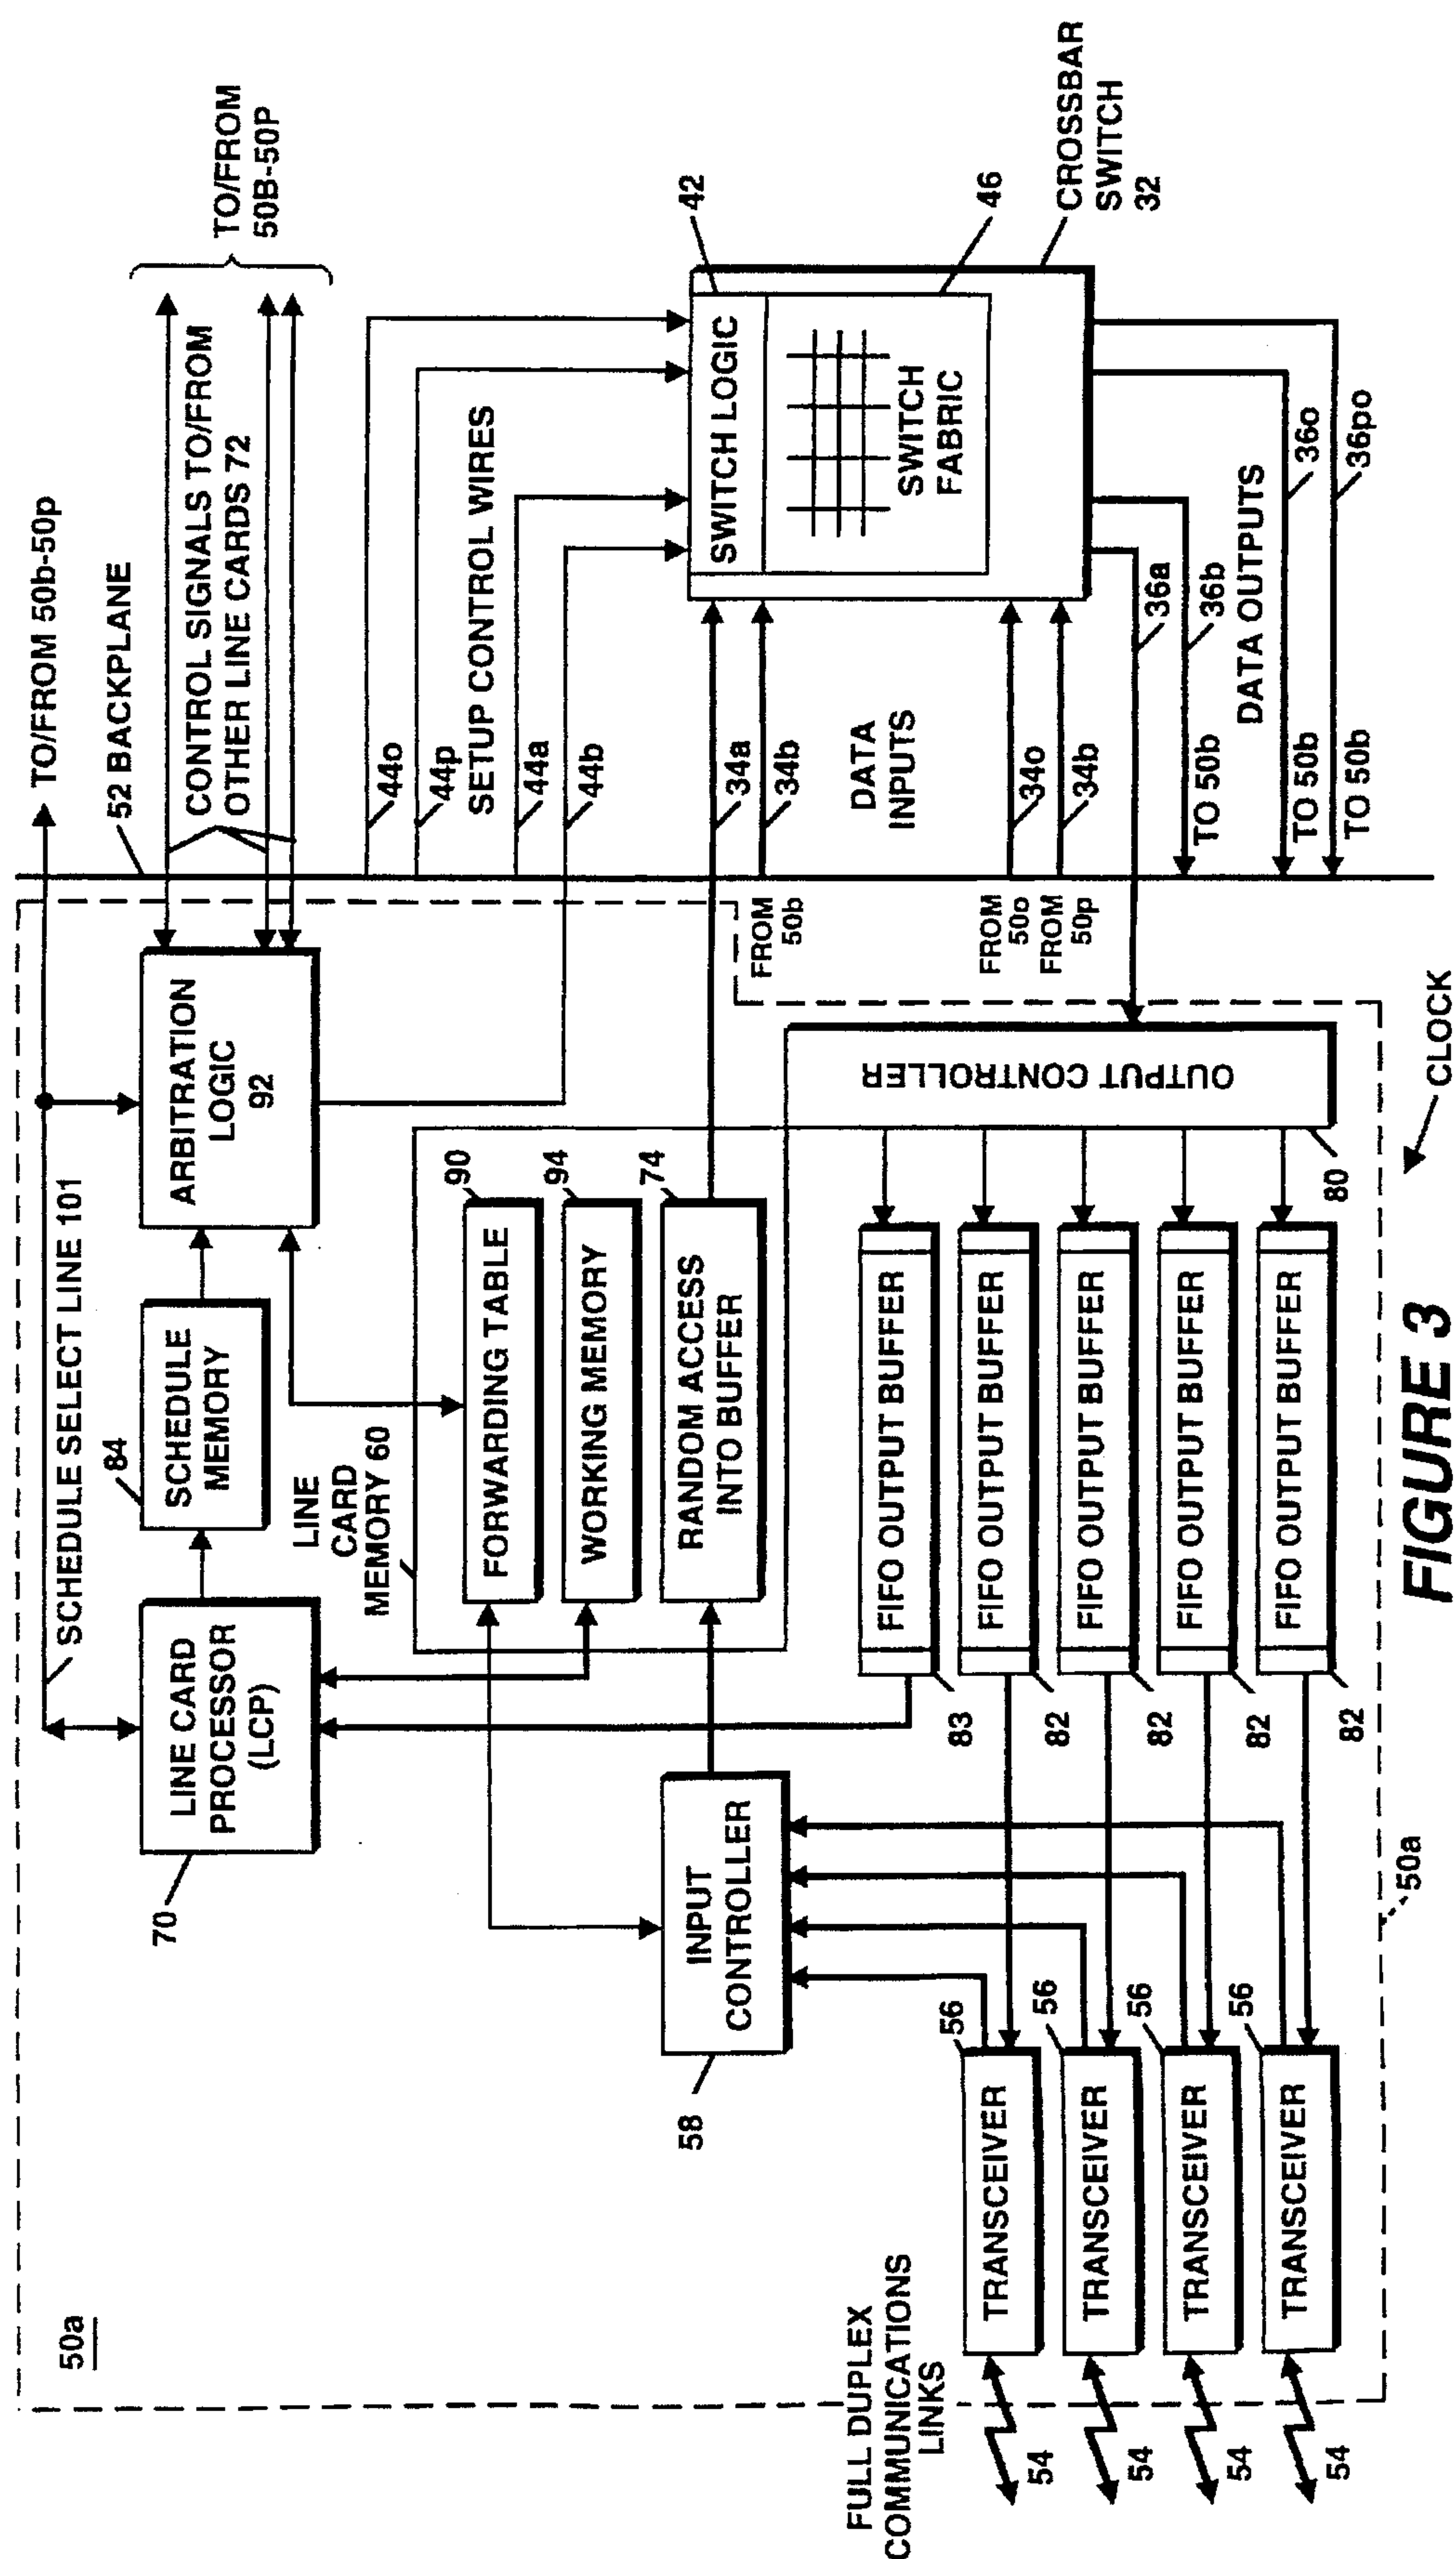 50a
TO/FROM 50b-50p
52 BACKPLANE
SCHEDULE SELECT LINE 101
TO/FROM
50B-50P
CONTROL SIGNALS TO/FROM
OTHER LINE CARDS 72
70
LINE CARD
PROCESSOR
(LCP)
84
SCHEDULE
MEMORY
ARBITRATION
LOGIC
92
44o
44p
SETUP CONTROL WIRES
44a
44b
LINE
CARD
MEMORY 60
FORWARDING TABLE
90
WORKING MEMORY
94
RANDOM ACCESS
INTO BUFFER
74
58
INPUT
CONTROLLER
34a
34b
DATA
INPUTS
34o
34b
FROM
50b
FROM
50o
FROM
50p
42
SWITCH LOGIC
SWITCH
FABRIC
46
CROSSBAR
SWITCH
32
36a
36b
DATA OUTPUTS
36o
36po
TO 50b
TO 50b
TO 50b
OUTPUT CONTROLLER
80
FIFO OUTPUT BUFFER
83
FIFO OUTPUT BUFFER
82
FIFO OUTPUT BUFFER
82
FIFO OUTPUT BUFFER
82
FIFO OUTPUT BUFFER
82
FULL DUPLEX
COMMUNICATIONS
LINKS
54
TRANSCEIVER
56
54
TRANSCEIVER
56
54
TRANSCEIVER
56
54
TRANSCEIVER
56
50a
CLOCK
FIGURE 3